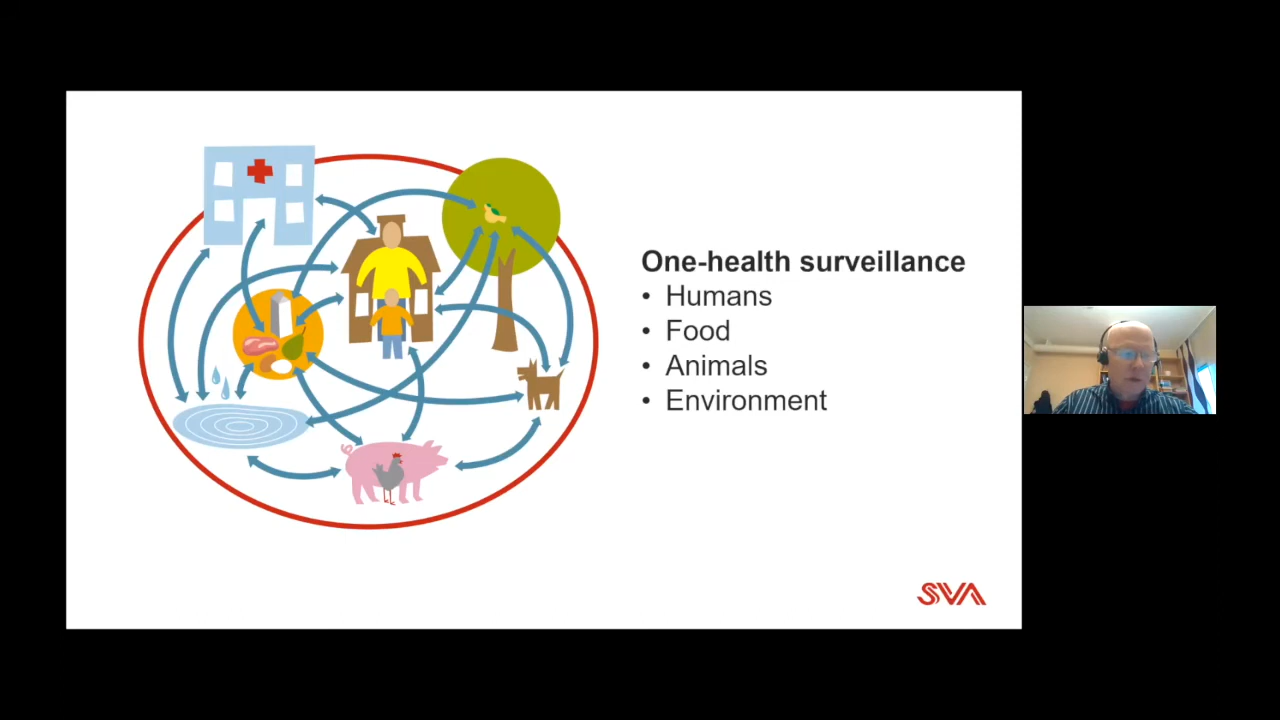 One-health surveillance
• Humans
• Food
• Animals
• Environment
SVA